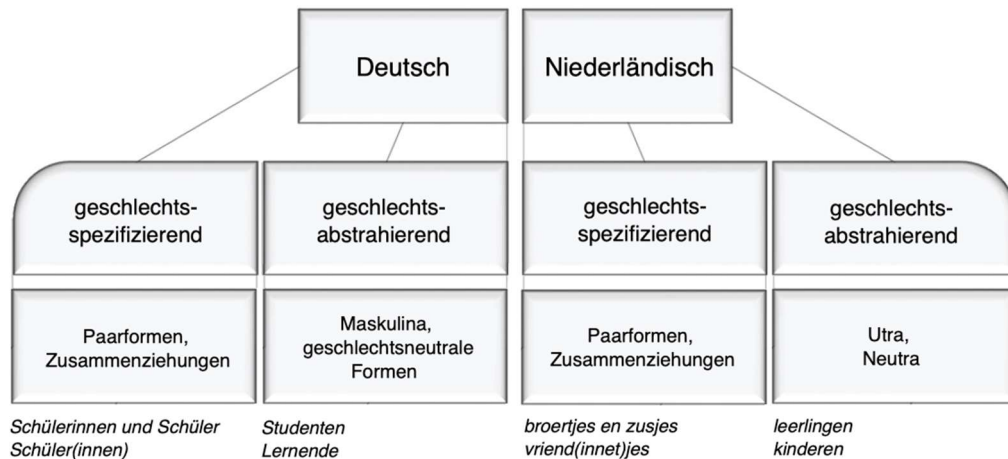 Deutsch
Niederländisch
geschlechts-
spezifizierend
geschlechts-
abstrahierend
geschlechts-
spezifizierend
geschlechts-
abstrahierend
Paarformen,
Zusammenziehungen
Maskulina,
geschlechtsneutrale
Formen
Paarformen,
Zusammenziehungen
Utra,
Neutra
Schülerinnen und Schüler
Schüler(innen)
Studenten
Lernende
broertjes en zusjes
vriend(innet)jes
leerlingen
kinderen